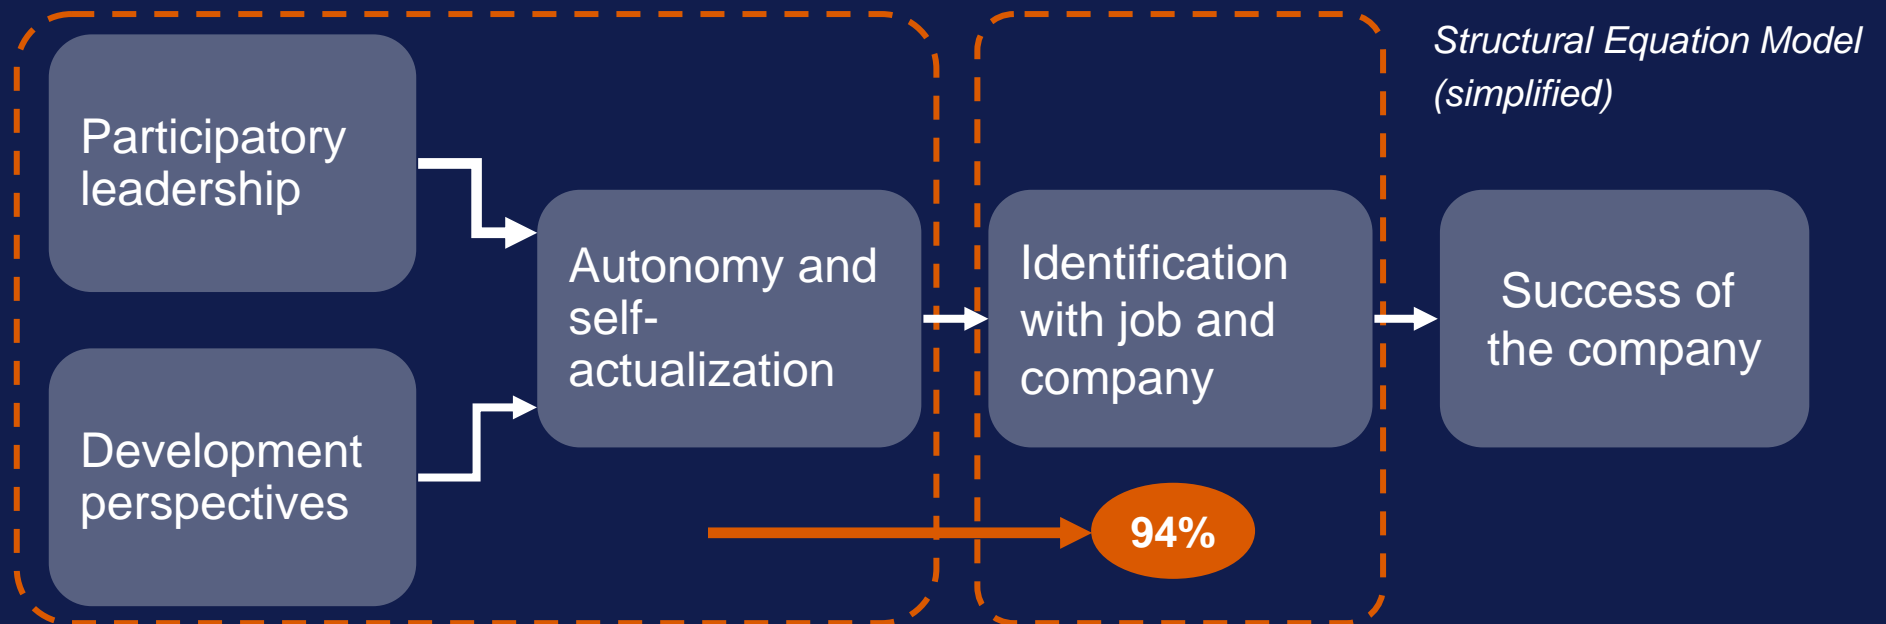 Structural Equation Model
(simplified)
Participatory
leadership
Development
perspectives
Autonomy and
self-
actualization
Identification
with job and
company
Success of
the company
94%